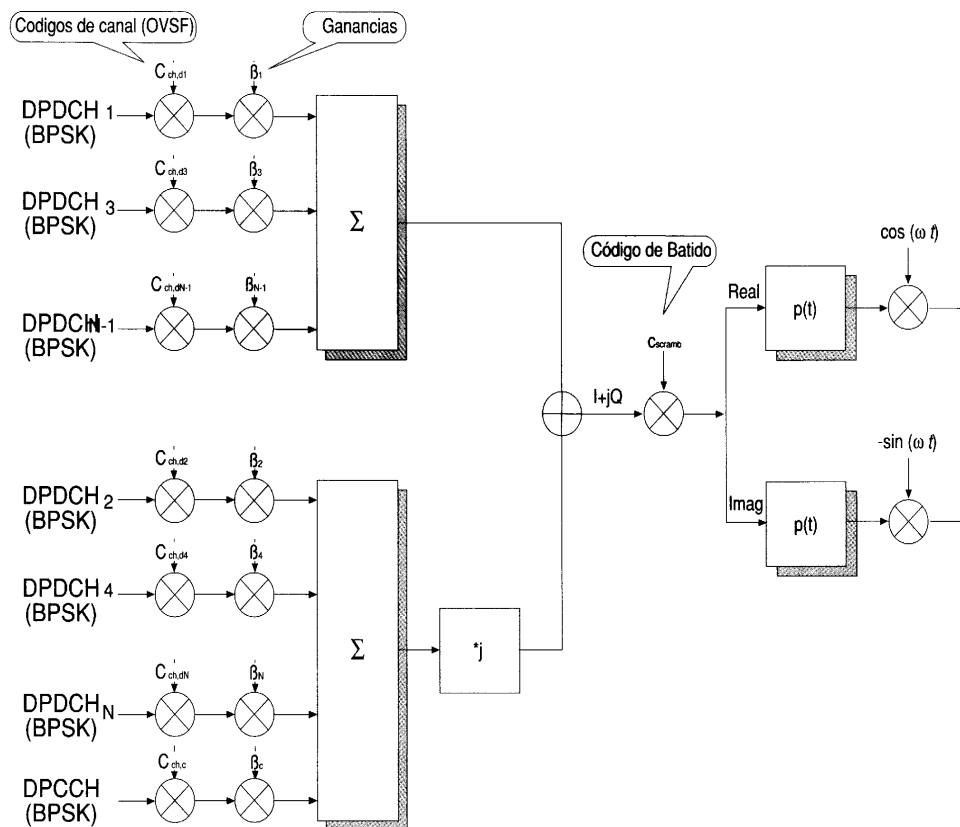 Codigos de canal (OVSF)
Ganancias
C ch,d1
β1
DPDCH 1
(BPSK)
C ch,d3
β3
DPDCH 3
(BPSK)
Σ
C ch,dN-1
βN-1
DPDCH N-1
(BPSK)
Código de Batido
cos (ω t)
Real
p(t)
Cscramb
I+jQ
C ch,d2
β2
DPDCH 2
(BPSK)
-sin (ω t)
Imag
p(t)
C ch,d4
β4
DPDCH 4
(BPSK)
Σ
*j
C ch,dN
βN
DPDCH N
(BPSK)
C ch,c
βc
DPCCH
(BPSK)